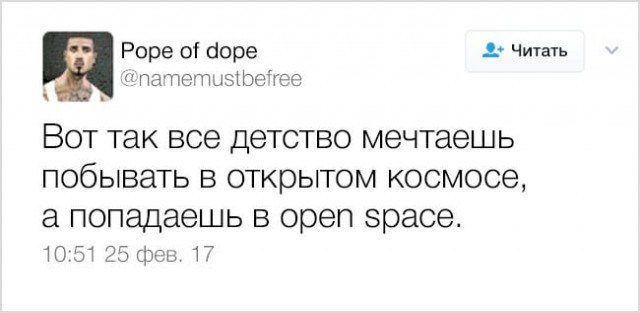 Pope of dope
Читать
@namemustbefree
Вот так все детство мечтаешь
побывать в открытом космосе,
а попадаешь в open space.
10:51 25 фев. 17